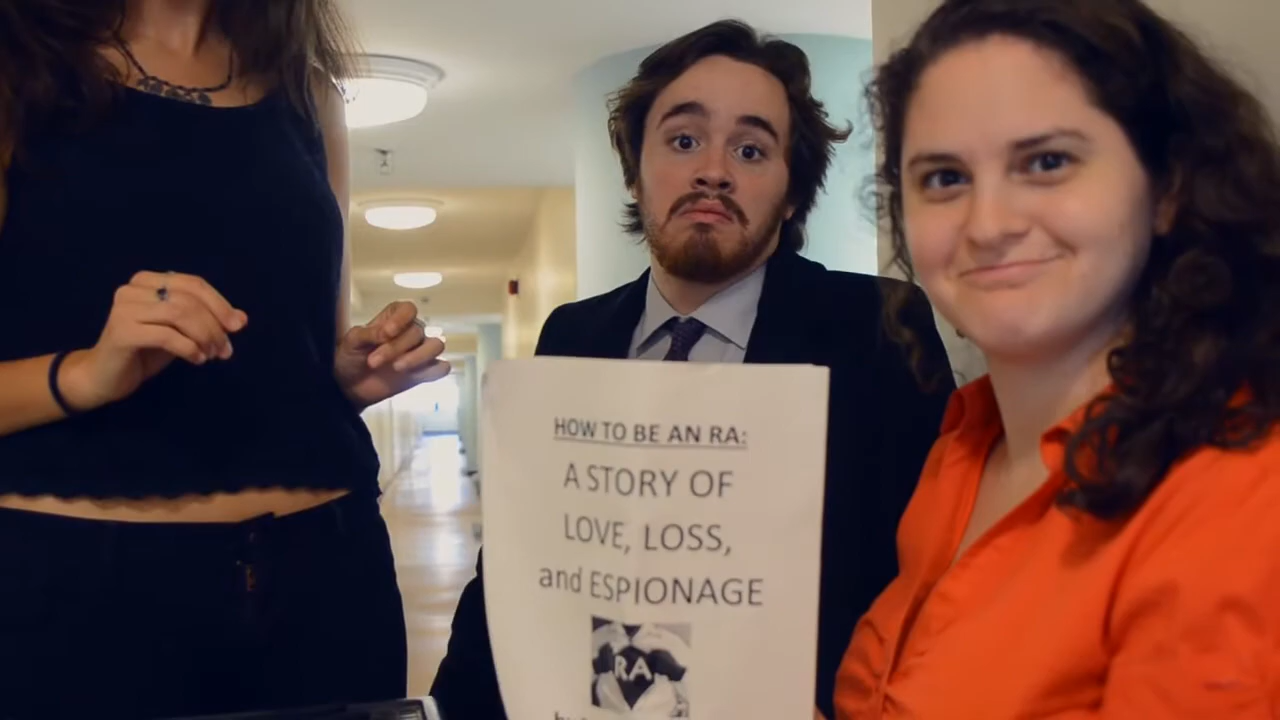 HOW TO BE AN RA:
A STORY OF
LOVE, LOSS,
and ESPIONAGE
RA